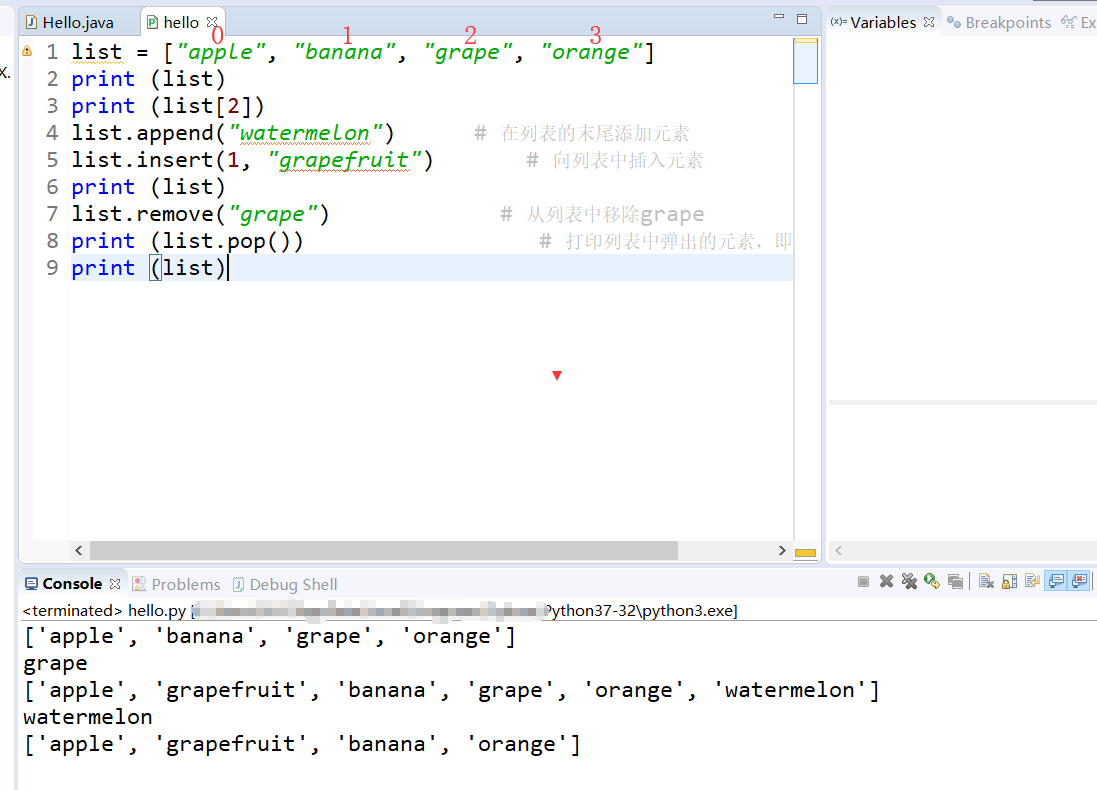 Hello.java hello
(x)= Variables Breakpoints Ex
x.
0 1 2 3
1 list = ["apple", "banana", "grape", "orange"]
2 print (list)
3 print (list[2])
4 list.append("watermelon") # 在列表的末尾添加元素
5 list.insert(1, "grapefruit") # 向列表中插入元素
6 print (list)
7 list.remove("grape") # 从列表中移除grape
8 print (list.pop()) # 打印列表中弹出的元素，即
9 print (list)
Console Problems Debug Shell
<terminated> hello.py [ Python37-32\python3.exe]
['apple', 'banana', 'grape', 'orange']
grape
['apple', 'grapefruit', 'banana', 'grape', 'orange', 'watermelon']
watermelon
['apple', 'grapefruit', 'banana', 'orange']